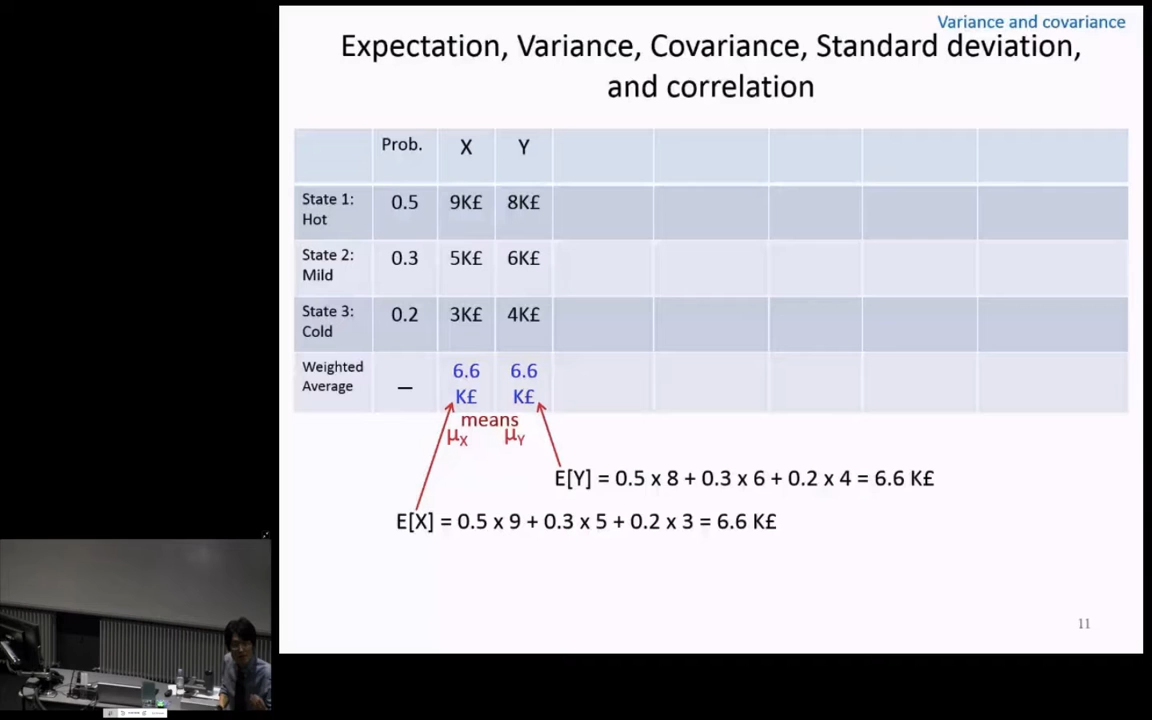 Variance and covariance
Expectation, Variance, Covariance, Standard deviation,
and correlation
Prob. X Y
State 1: Hot 0.5 9K£ 8K£
State 2: Mild 0.3 5K£ 6K£
State 3: Cold 0.2 3K£ 4K£
Weighted Average – 6.6 K£ 6.6 K£
means
μX μY
E[Y] = 0.5 x 8 + 0.3 x 6 + 0.2 x 4 = 6.6 K£
E[X] = 0.5 x 9 + 0.3 x 5 + 0.2 x 3 = 6.6 K£
11